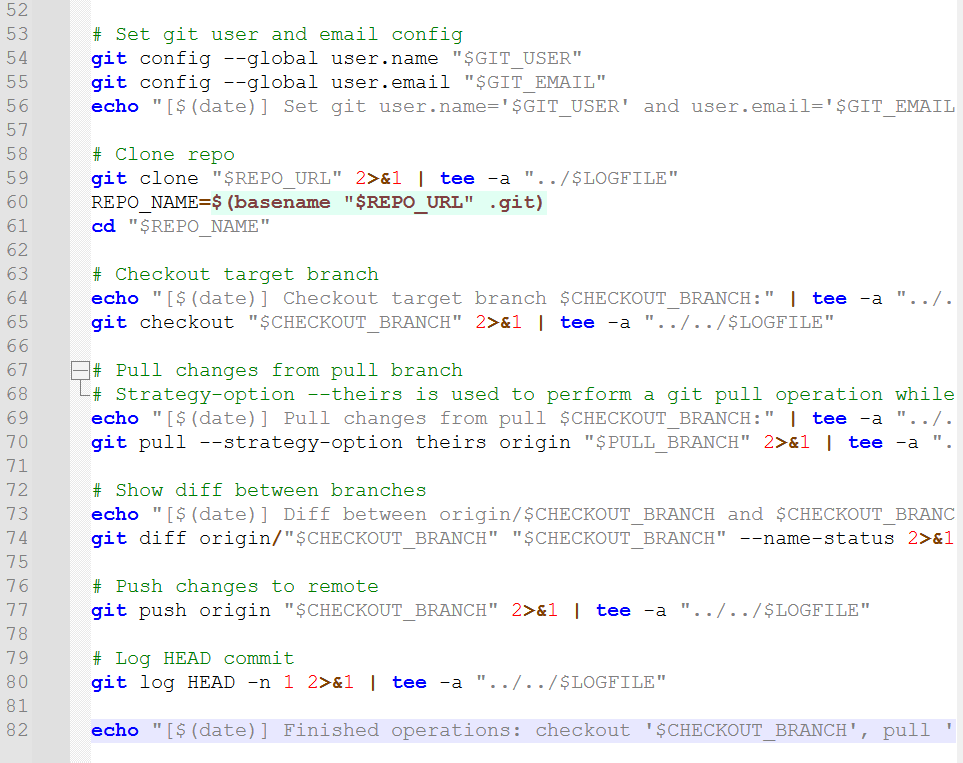 52
53 # Set git user and email config
54 git config --global user.name "$GIT_USER"
55 git config --global user.email "$GIT_EMAIL"
56 echo "[$(date)] Set git user.name='$GIT_USER' and user.email='$GIT_EMAIL
57
58 # Clone repo
59 git clone "$REPO_URL" 2>&1 | tee -a "../$LOGFILE"
60 REPO_NAME=$(basename "$REPO_URL" .git)
61 cd "$REPO_NAME"
62
63 # Checkout target branch
64 echo "[$(date)] Checkout target branch $CHECKOUT_BRANCH:" | tee -a "../.
65 git checkout "$CHECKOUT_BRANCH" 2>&1 | tee -a "../../$LOGFILE"
66
67 # Pull changes from pull branch
68 # Strategy-option --theirs is used to perform a git pull operation while
69 echo "[$(date)] Pull changes from pull $CHECKOUT_BRANCH:" | tee -a "../.
70 git pull --strategy-option theirs origin "$PULL_BRANCH" 2>&1 | tee -a ".
71
72 # Show diff between branches
73 echo "[$(date)] Diff between origin/$CHECKOUT_BRANCH and $CHECKOUT_BRANC
74 git diff origin/"$CHECKOUT_BRANCH" "$CHECKOUT_BRANCH" --name-status 2>&1
75
76 # Push changes to remote
77 git push origin "$CHECKOUT_BRANCH" 2>&1 | tee -a "../../$LOGFILE"
78
79 # Log HEAD commit
80 git log HEAD -n 1 2>&1 | tee -a "../../$LOGFILE"
81
82 echo "[$(date)] Finished operations: checkout '$CHECKOUT_BRANCH', pull '